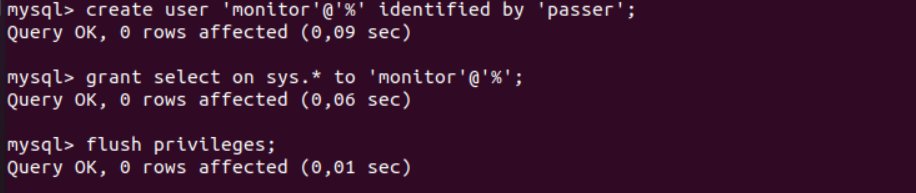 mysql> create user 'monitor'@'%' identified by 'passer';
Query OK, 0 rows affected (0,09 sec)
mysql> grant select on sys.* to 'monitor'@'%';
Query OK, 0 rows affected (0,06 sec)
mysql> flush privileges;
Query OK, 0 rows affected (0,01 sec)